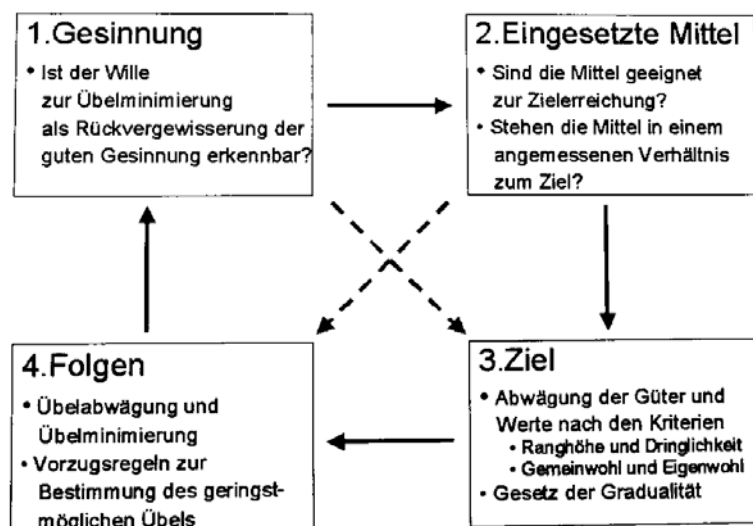 1.Gesinnung
• Ist der Wille
zur Übelminimierung
als Rückvergewisserung der
guten Gesinnung erkennbar?
2.Eingesetzte Mittel
• Sind die Mittel geeignet
zur Zielerreichung?
• Stehen die Mittel in einem
angemessenen Verhältnis
zum Ziel?
4.Folgen
• Übelabwägung und
Übelminimierung
• Vorzugsregeln zur
Bestimmung des geringst-
möglichen Übels
3.Ziel
• Abwägung der Güter und
Werte nach den Kriterien
• Ranghöhe und Dringlichkeit
• Gemeinwohl und Eigenwohl
• Gesetz der Gradualität